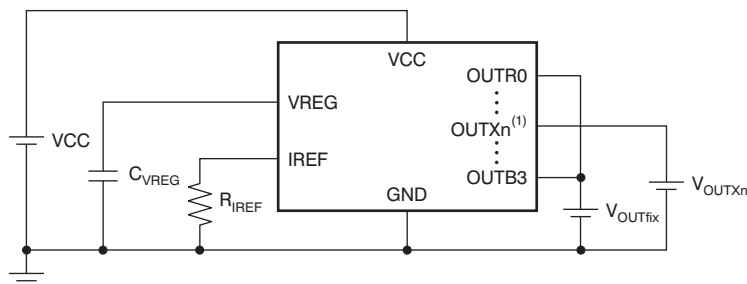 VCC
OUTR0
VREG
OUTXn(1)
VCC
IREF
OUTB3
CVREG
RIREF
GND
VOUTXn
VOUTfix